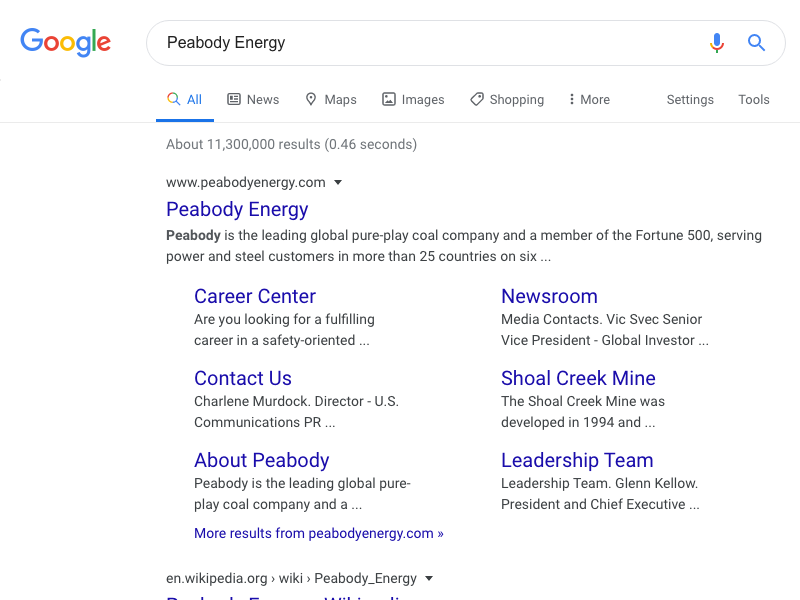 Google
Peabody Energy
All News Maps Images Shopping More Settings Tools
About 11,300,000 results (0.46 seconds)
www.peabodyenergy.com
Peabody Energy
Peabody is the leading global pure-play coal company and a member of the Fortune 500, serving
power and steel customers in more than 25 countries on six ...
Career Center
Are you looking for a fulfilling
career in a safety-oriented ...
Newsroom
Media Contacts. Vic Svec Senior
Vice President - Global Investor ...
Contact Us
Charlene Murdock. Director - U.S.
Communications PR ...
Shoal Creek Mine
The Shoal Creek Mine was
developed in 1994 and ...
About Peabody
Peabody is the leading global pure-
play coal company and a ...
Leadership Team
Leadership Team. Glenn Kellow.
President and Chief Executive ...
More results from peabodyenergy.com »
en.wikipedia.org › wiki › Peabody_Energy